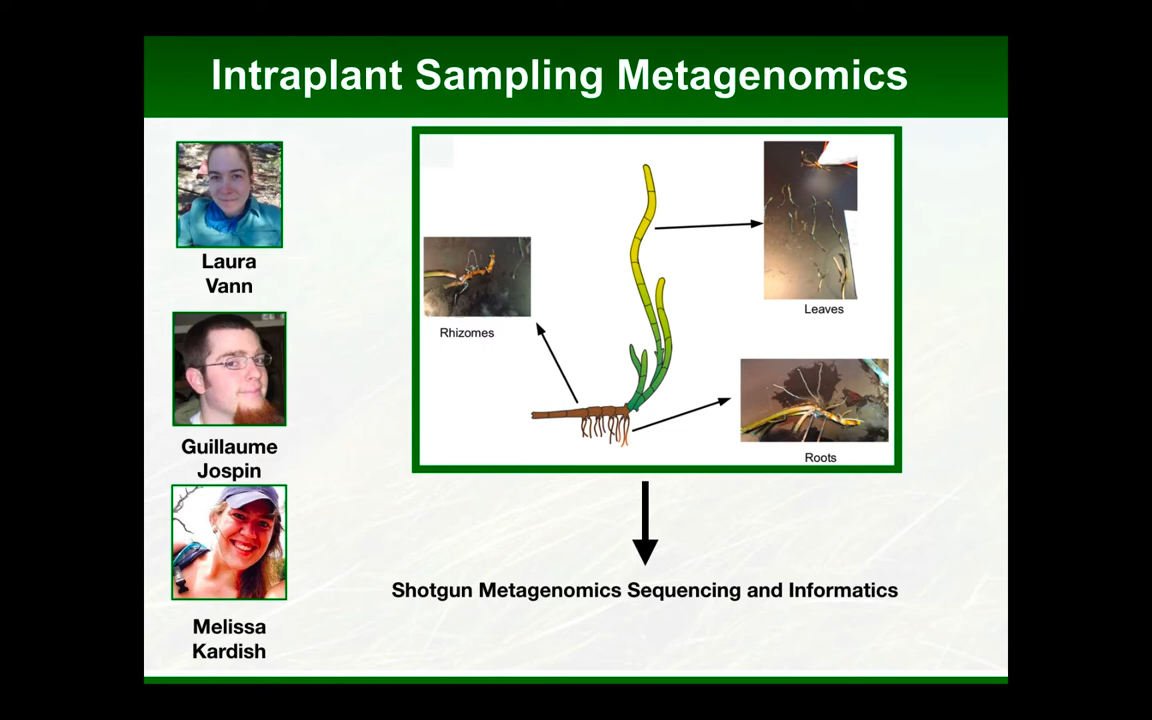 Intraplant Sampling Metagenomics
Laura
Vann
Guillaume
Jospin
Melissa
Kardish
Rhizomes
Leaves
Roots
Shotgun Metagenomics Sequencing and Informatics